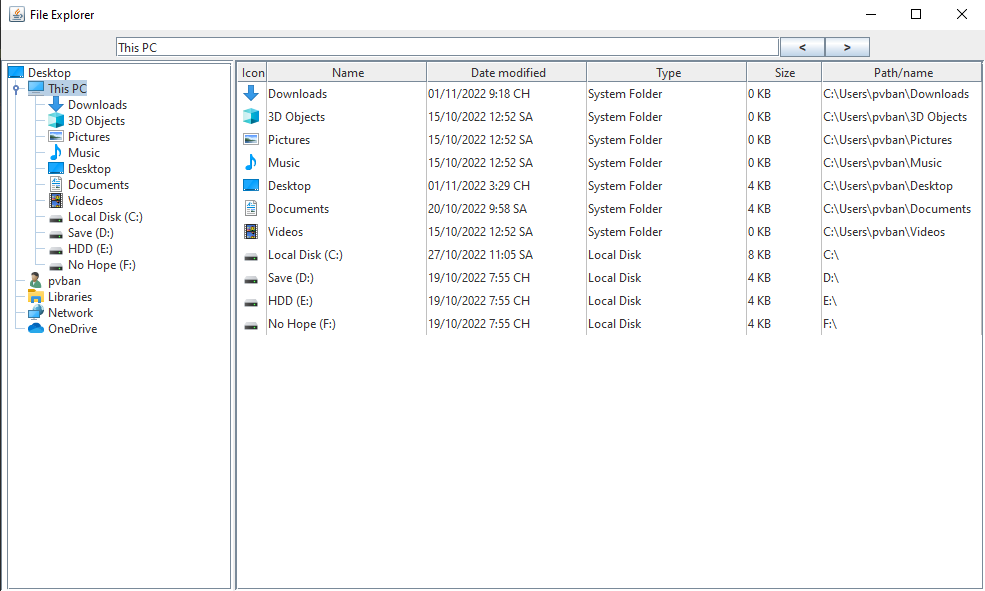 File Explorer
This PC
< >
Desktop
This PC
Downloads
3D Objects
Pictures
Music
Desktop
Documents
Videos
Local Disk (C:)
Save (D:)
HDD (E:)
No Hope (F:)
pvban
Libraries
Network
OneDrive
Icon Name Date modified Type Size Path/name
Downloads 01/11/2022 9:18 CH System Folder 0 KB C:\Users\pvban\Downloads
3D Objects 15/10/2022 12:52 SA System Folder 0 KB C:\Users\pvban\3D Objects
Pictures 15/10/2022 12:52 SA System Folder 0 KB C:\Users\pvban\Pictures
Music 15/10/2022 12:52 SA System Folder 0 KB C:\Users\pvban\Music
Desktop 01/11/2022 3:29 CH System Folder 4 KB C:\Users\pvban\Desktop
Documents 20/10/2022 9:58 SA System Folder 4 KB C:\Users\pvban\Documents
Videos 15/10/2022 12:52 SA System Folder 0 KB C:\Users\pvban\Videos
Local Disk (C:) 27/10/2022 11:05 SA Local Disk 8 KB C:\
Save (D:) 19/10/2022 7:55 CH Local Disk 4 KB D:\
HDD (E:) 19/10/2022 7:55 CH Local Disk 4 KB E:\
No Hope (F:) 19/10/2022 7:55 CH Local Disk 4 KB F:\